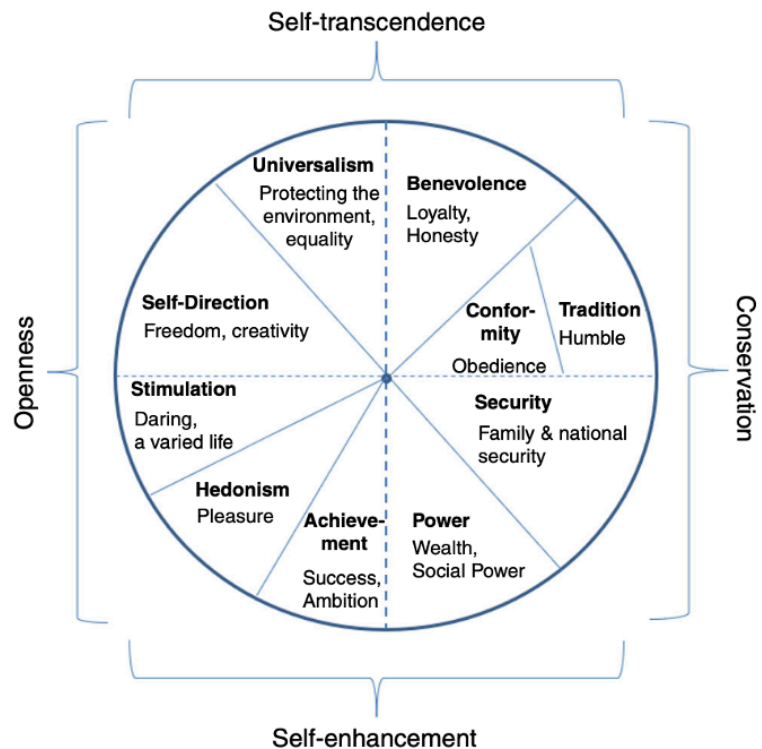 Self-transcendence
Universalism
Protecting the
environment,
equality
Benevolence
Loyalty,
Honesty
Self-Direction
Freedom, creativity
Confor-
mity
Obedience
Tradition
Humble
Openness
Conservation
Stimulation
Daring,
a varied life
Security
Family & national
security
Hedonism
Pleasure
Achieve-
ment
Success,
Ambition
Power
Wealth,
Social Power
Self-enhancement